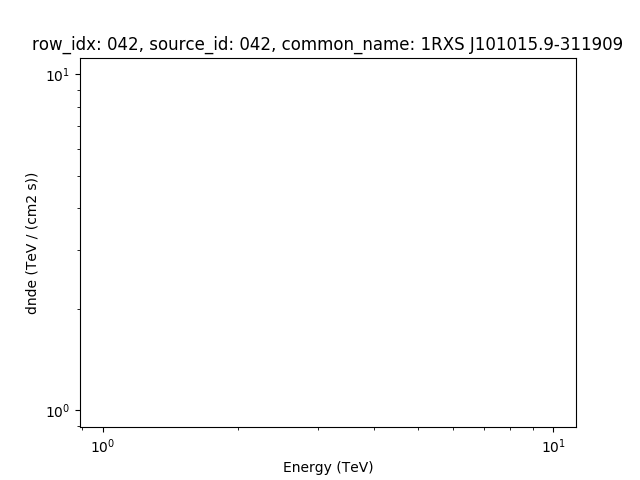 row_idx: 042, source_id: 042, common_name: 1RXS J101015.9-311909
10¹
dnde (TeV / (cm2 s))
10⁰
10⁰ 10¹
Energy (TeV)